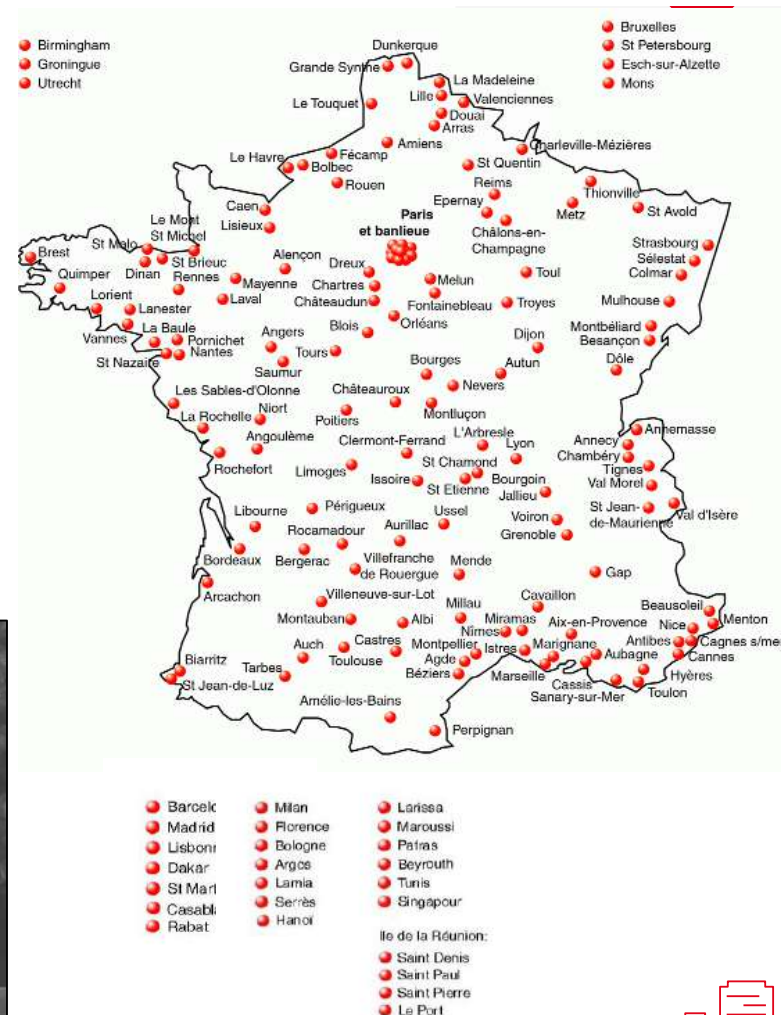 Birmingham
Groningue
Utrecht
Bruxelles
St Petersbourg
Esch-sur-Alzette
Mons
Dunkerque
Grande Synthe
La Madeleine
Lille
Valenciennes
Le Touquet
Douai
Arras
Amiens
Charleville-Mézières
Le Havre
Fécamp
Bolbec
St Quentin
Rouen
Reims
Thionville
Caen
Epernay
Metz
St Avold
Lisieux
Paris
et banlieue
Châlons-en-
Champagne
Le Mont
St Michel
St Malo
Strasbourg
Brest
Dinan
St Brieuc
Alençon
Dreux
Sélestat
Quimper
Rennes
Mayenne
Chartres
Melun
Toul
Colmar
Lorient
Lanester
Laval
Châteaudun
Fontainebleau
Troyes
Mulhouse
Vannes
La Baule
Pornichet
Angers
Blois
Orléans
Dijon
Montbéliard
Besançon
St Nazaire
Nantes
Saumur
Tours
Bourges
Autun
Dôle
Les Sables-d'Olonne
Châteauroux
Nevers
La Rochelle
Niort
Poitiers
Montluçon
Annemasse
Angoulême
Clermont-Ferrand
L'Arbresle
Lyon
Annecy
Chambéry
Rochefort
Limoges
St Chamond
Tignes
Issoire
St Etienne
Bourgoin
Jallieu
Val Morel
Libourne
Périgueux
Ussel
Voiron
St Jean-
de-Maurienne
Val d'Isère
Rocamadour
Aurillac
Grenoble
Bordeaux
Bergerac
Villefranche
de Rouergue
Mende
Gap
Arcachon
Villeneuve-sur-Lot
Cavaillon
Beausoleil
Montauban
Albi
Millau
Miramas
Aix-en-Provence
Nice
Menton
Nîmes
Auch
Castres
Montpellier
Istres
Marignane
Antibes
Cagnes s/me
Biarritz
Tarbes
Toulouse
Agde
Aubagne
Cannes
St Jean-de-Luz
Béziers
Marseille
Cassis
Hyères
Amélie-les-Bains
Sanary-sur-Mer
Toulon
Perpignan
Barcelo
Madrid
Lisbonn
Dakar
St Mart
Casabl
Rabat
Milan
Florence
Bologne
Argos
Lamia
Serrès
Hanoï
Larissa
Maroussi
Patras
Beyrouth
Tunis
Singapour
Ile de la Réunion:
Saint Denis
Saint Paul
Saint Pierre
Le Port